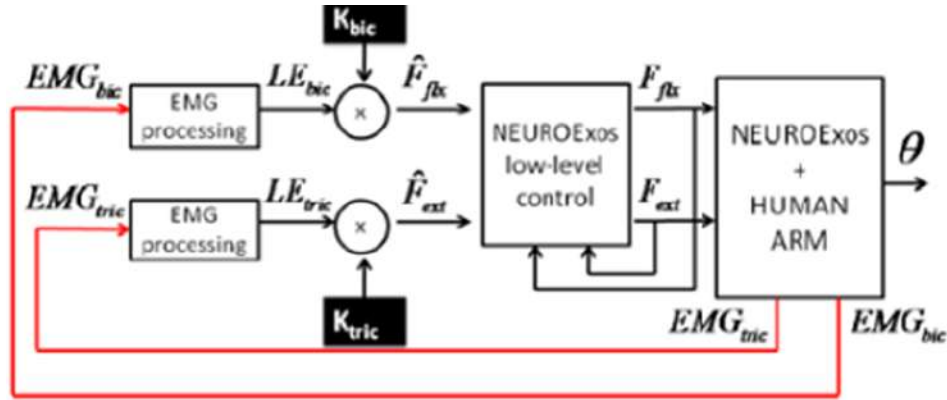 K_bic
EMG_bic
LE_bic
F̂_flx
F_flx
EMG
processing
×
NEUROExos
low-level
control
NEUROExos
+
HUMAN
ARM
θ
EMG_tric
LE_tric
F̂_ext
F_ext
EMG
processing
×
K_tric
EMG_tric
EMG_bic